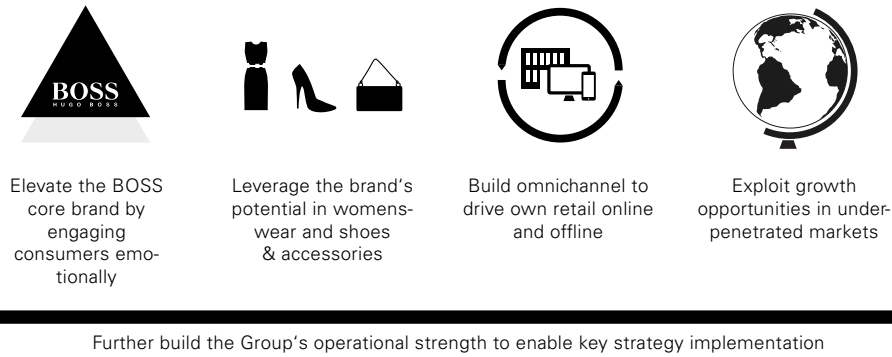 BOSS
HUGO BOSS
Elevate the BOSS
core brand by
engaging
consumers emo-
tionally
Leverage the brand‘s
potential in womens-
wear and shoes
& accessories
Build omnichannel to
drive own retail online
and offline
Exploit growth
opportunities in under-
penetrated markets
Further build the Group‘s operational strength to enable key strategy implementation